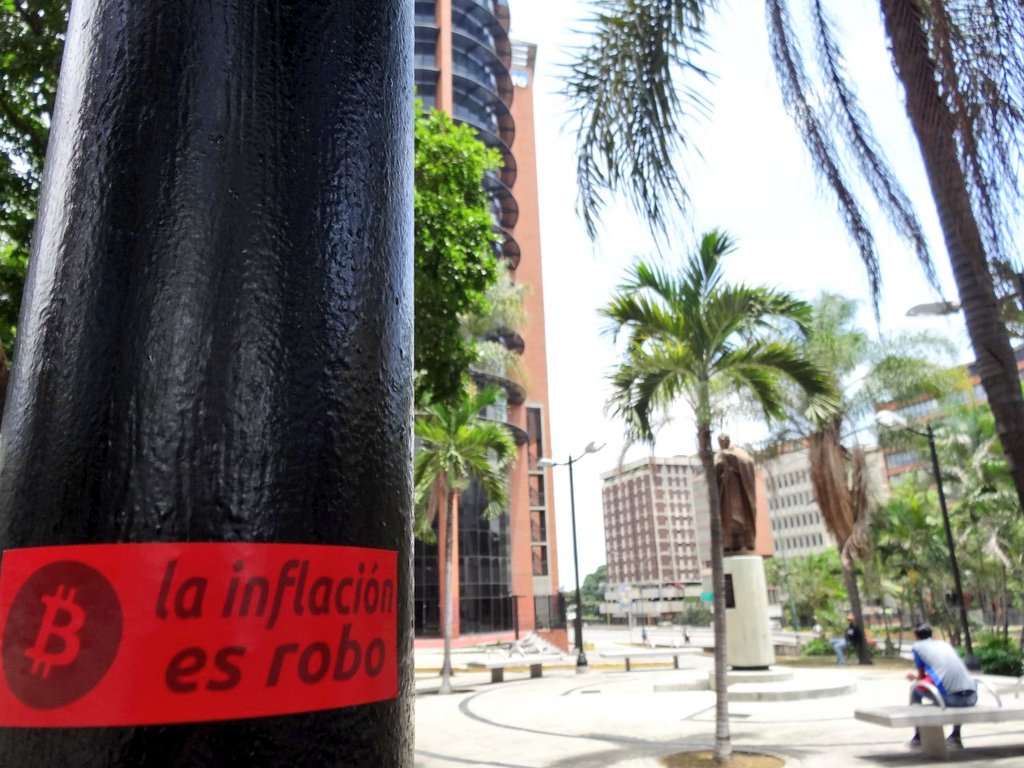 la inflación
es robo